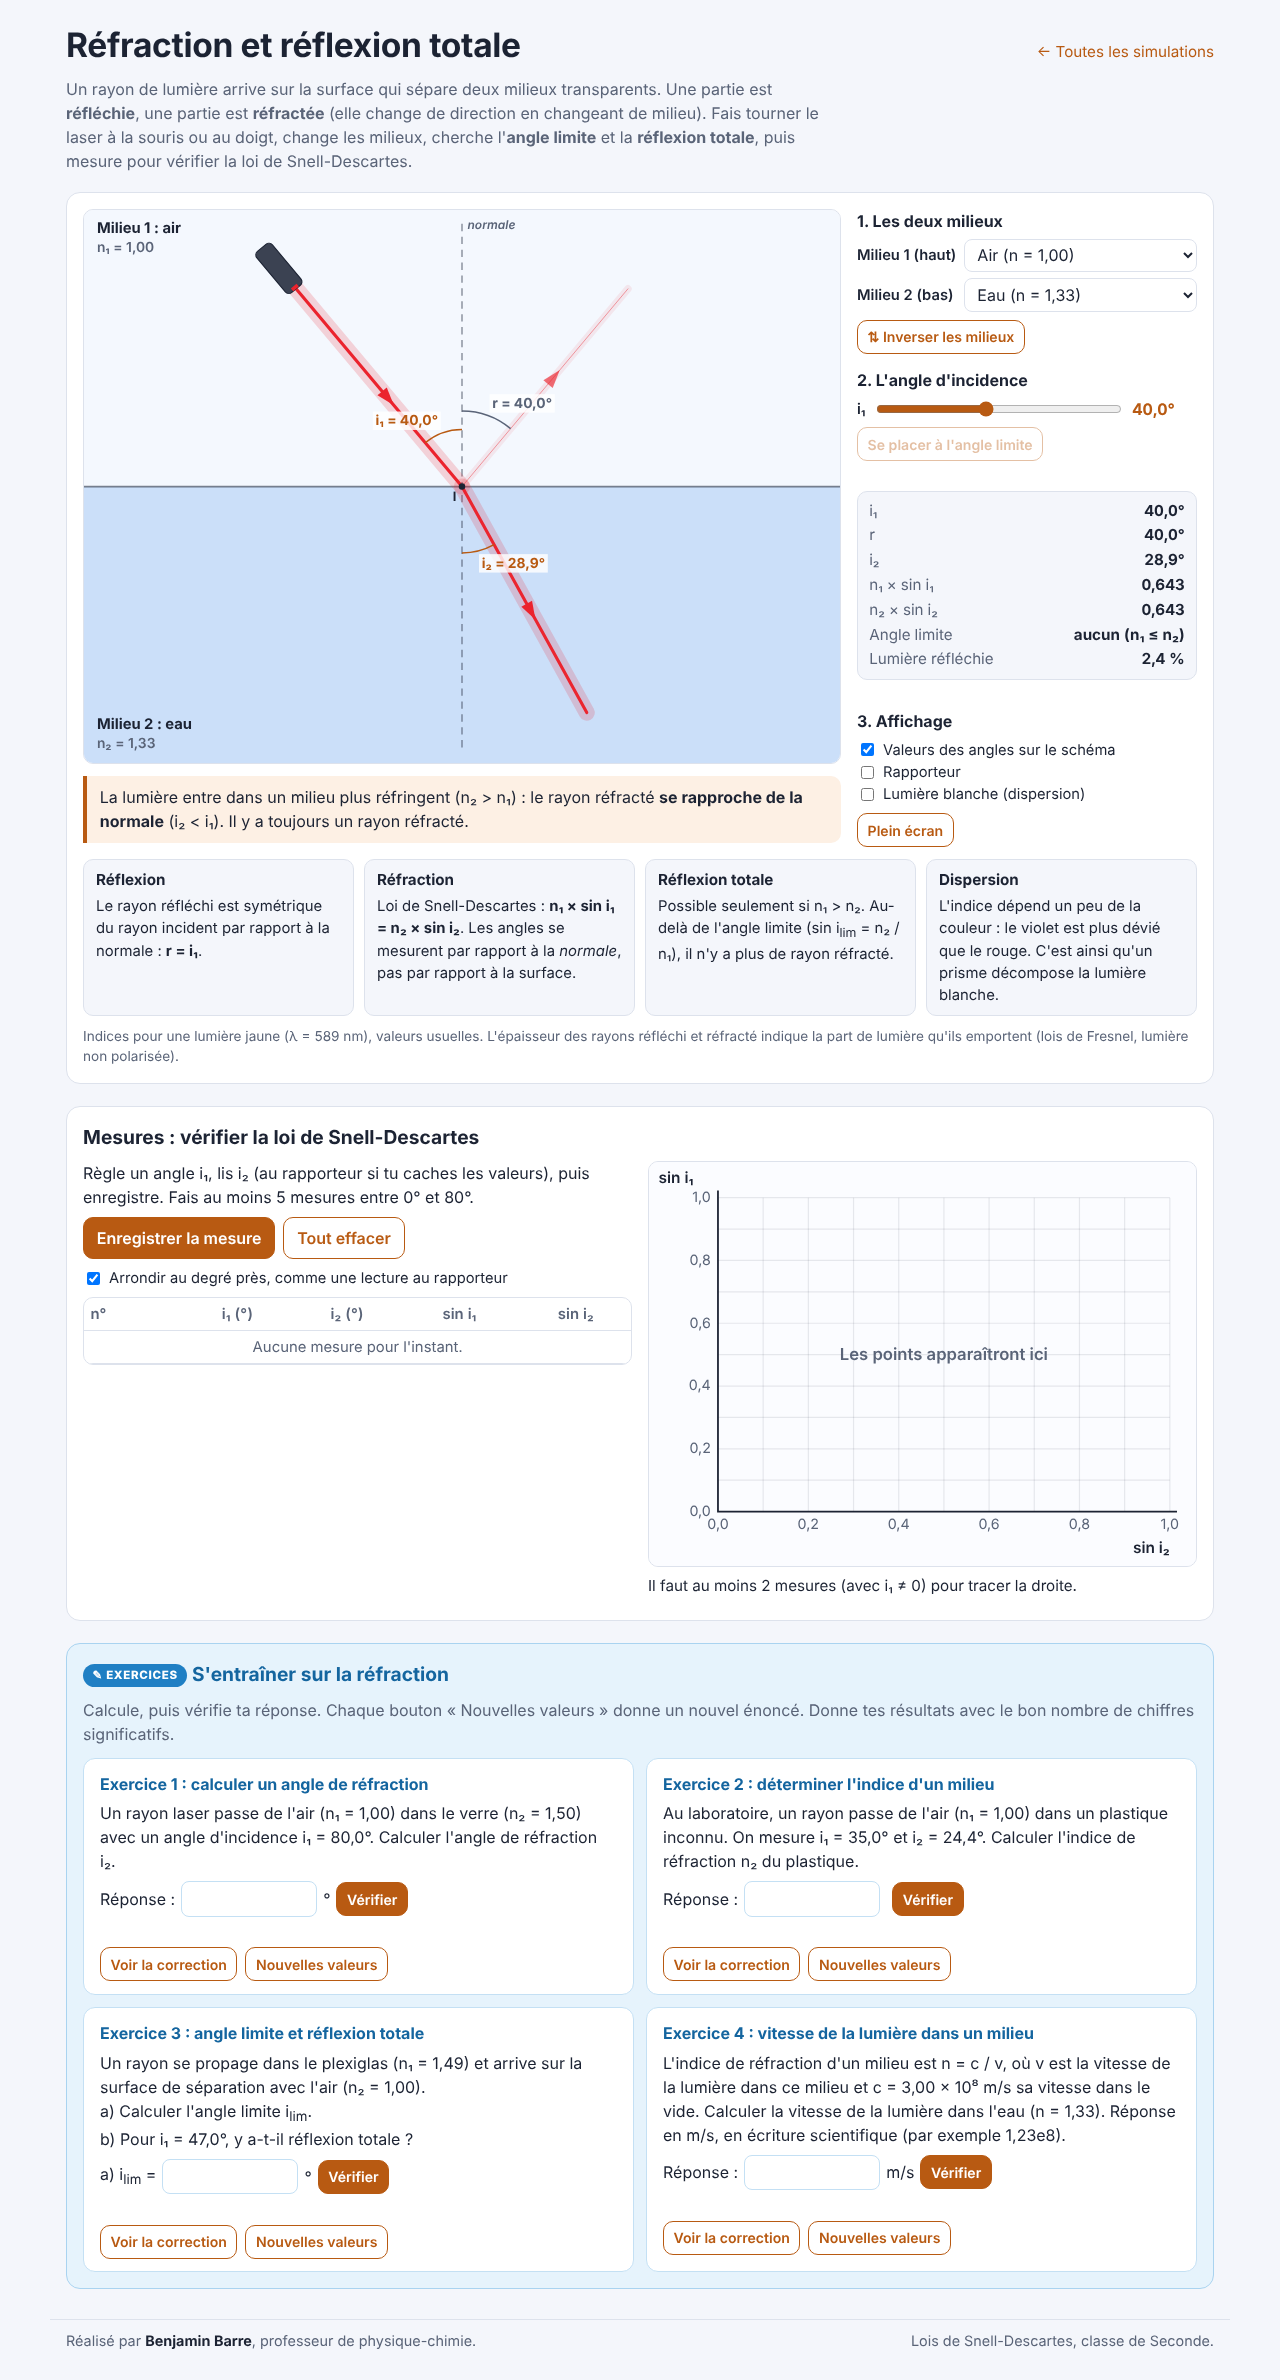 Réfraction et réflexion totale
← Toutes les simulations
Un rayon de lumière arrive sur la surface qui sépare deux milieux transparents. Une partie est
réfléchie, une partie est réfractée (elle change de direction en changeant de milieu). Fais tourner le
laser à la souris ou au doigt, change les milieux, cherche l'angle limite et la réflexion totale, puis
mesure pour vérifier la loi de Snell-Descartes.
Milieu 1 : air
n₁ = 1,00
normale
i₁ = 40,0°
r = 40,0°
I
i₂ = 28,9°
Milieu 2 : eau
n₂ = 1,33
La lumière entre dans un milieu plus réfringent (n₂ > n₁) : le rayon réfracté se rapproche de la
normale (i₂ < i₁). Il y a toujours un rayon réfracté.
1. Les deux milieux
Milieu 1 (haut) Air (n = 1,00)
Milieu 2 (bas) Eau (n = 1,33)
⇅ Inverser les milieux
2. L'angle d'incidence
i₁ 40,0°
Se placer à l'angle limite
i₁ 40,0°
r 40,0°
i₂ 28,9°
n₁ × sin i₁ 0,643
n₂ × sin i₂ 0,643
Angle limite aucun (n₁ ≤ n₂)
Lumière réfléchie 2,4 %
3. Affichage
Valeurs des angles sur le schéma
Rapporteur
Lumière blanche (dispersion)
Plein écran
Réflexion
Le rayon réfléchi est symétrique
du rayon incident par rapport à la
normale : r = i₁.
Réfraction
Loi de Snell-Descartes : n₁ × sin i₁
= n₂ × sin i₂. Les angles se
mesurent par rapport à la normale,
pas par rapport à la surface.
Réflexion totale
Possible seulement si n₁ > n₂. Au-
delà de l'angle limite (sin ilim = n₂ /
n₁), il n'y a plus de rayon réfracté.
Dispersion
L'indice dépend un peu de la
couleur : le violet est plus dévié
que le rouge. C'est ainsi qu'un
prisme décompose la lumière
blanche.
Indices pour une lumière jaune (λ = 589 nm), valeurs usuelles. L'épaisseur des rayons réfléchi et réfracté indique la part de lumière qu'ils emportent (lois de Fresnel, lumière
non polarisée).
Mesures : vérifier la loi de Snell-Descartes
Règle un angle i₁, lis i₂ (au rapporteur si tu caches les valeurs), puis
enregistre. Fais au moins 5 mesures entre 0° et 80°.
Enregistrer la mesure Tout effacer
Arrondir au degré près, comme une lecture au rapporteur
n° i₁ (°) i₂ (°) sin i₁ sin i₂
Aucune mesure pour l'instant.
sin i₁
1,0
0,8
0,6
Les points apparaîtront ici
0,4
0,2
0,0
0,0 0,2 0,4 0,6 0,8 1,0
sin i₂
Il faut au moins 2 mesures (avec i₁ ≠ 0) pour tracer la droite.
✎ EXERCICES S'entraîner sur la réfraction
Calcule, puis vérifie ta réponse. Chaque bouton « Nouvelles valeurs » donne un nouvel énoncé. Donne tes résultats avec le bon nombre de chiffres
significatifs.
Exercice 1 : calculer un angle de réfraction
Un rayon laser passe de l'air (n₁ = 1,00) dans le verre (n₂ = 1,50)
avec un angle d'incidence i₁ = 80,0°. Calculer l'angle de réfraction
i₂.
Réponse : ° Vérifier
Voir la correction Nouvelles valeurs
Exercice 2 : déterminer l'indice d'un milieu
Au laboratoire, un rayon passe de l'air (n₁ = 1,00) dans un plastique
inconnu. On mesure i₁ = 35,0° et i₂ = 24,4°. Calculer l'indice de
réfraction n₂ du plastique.
Réponse : Vérifier
Voir la correction Nouvelles valeurs
Exercice 3 : angle limite et réflexion totale
Un rayon se propage dans le plexiglas (n₁ = 1,49) et arrive sur la
surface de séparation avec l'air (n₂ = 1,00).
a) Calculer l'angle limite ilim.
b) Pour i₁ = 47,0°, y a-t-il réflexion totale ?
a) ilim = ° Vérifier
Voir la correction Nouvelles valeurs
Exercice 4 : vitesse de la lumière dans un milieu
L'indice de réfraction d'un milieu est n = c / v, où v est la vitesse de
la lumière dans ce milieu et c = 3,00 × 10⁸ m/s sa vitesse dans le
vide. Calculer la vitesse de la lumière dans l'eau (n = 1,33). Réponse
en m/s, en écriture scientifique (par exemple 1,23e8).
Réponse : m/s Vérifier
Voir la correction Nouvelles valeurs
Réalisé par Benjamin Barre, professeur de physique-chimie.
Lois de Snell-Descartes, classe de Seconde.